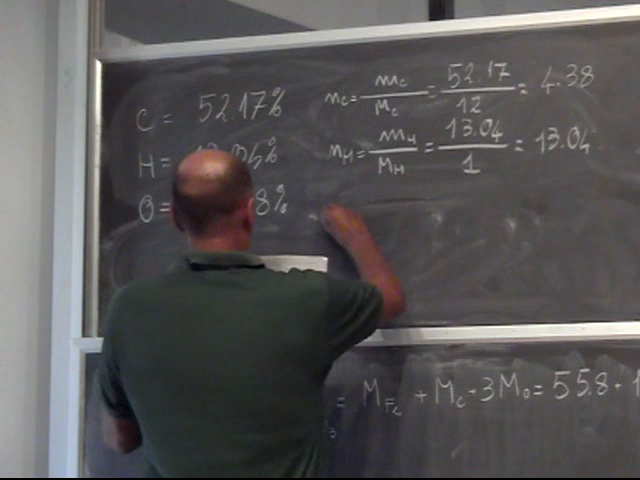 C = 52.17%
H = 04%
O = 8%
n_C = m_C / M_C = 52.17 / 12 = 4.38
n_H = m_H / M_H = 13.04 / 1 = 13.04
= M_Fe + M_C + 3M_O = 55.8 +